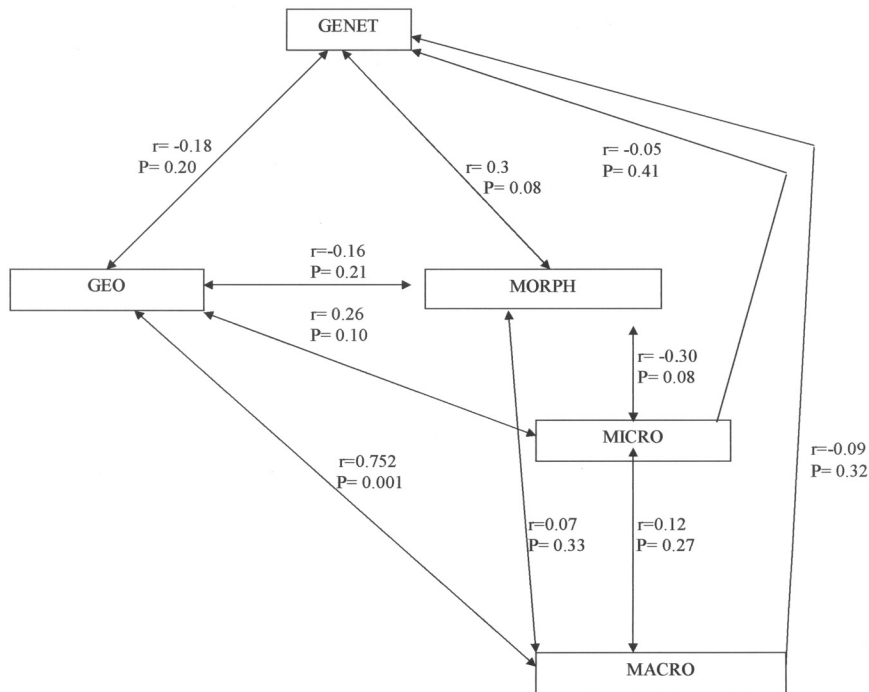 GENET
r= -0.18
P= 0.20
r= -0.05
P= 0.41
r= 0.3
P= 0.08
r=-0.16
P= 0.21
GEO
MORPH
r= 0.26
P= 0.10
r= -0.30
P= 0.08
MICRO
r=-0.09
P= 0.32
r=0.752
P= 0.001
r=0.07
P= 0.33
r=0.12
P= 0.27
MACRO